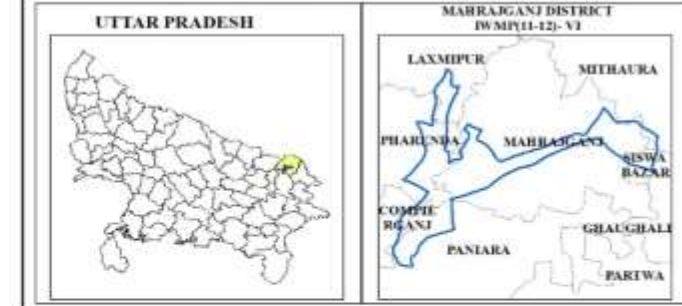 UTTAR PRADESH
MAHRAJGANJ DISTRICT
IWMP(11-12)- VI
LAXMIPUR
MITHAURA
PHARENDA
MAHRAJGANJ
SISWA
BAZAR
COMPIE
RGANJ
GHAUGHALI
PANIARA
PARTWA